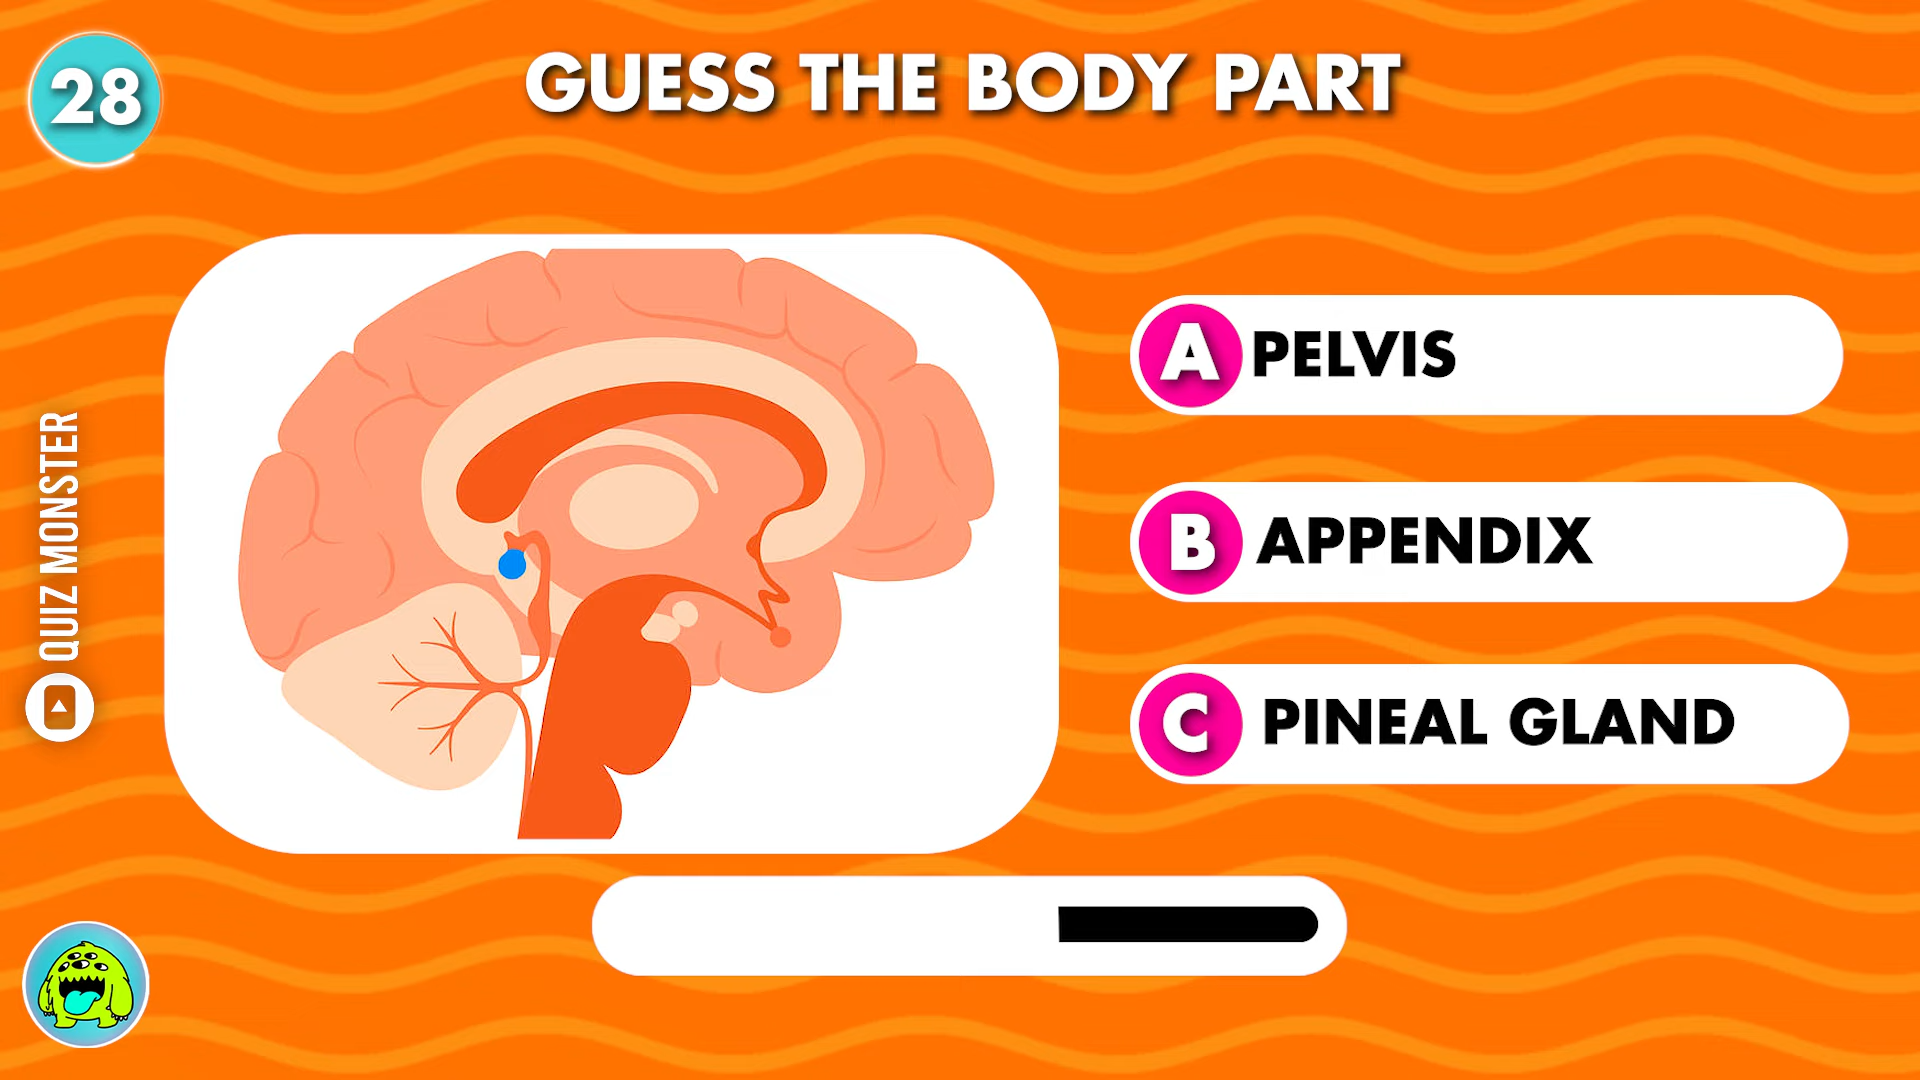 28
GUESS THE BODY PART
A PELVIS
B APPENDIX
C PINEAL GLAND
QUIZ MONSTER